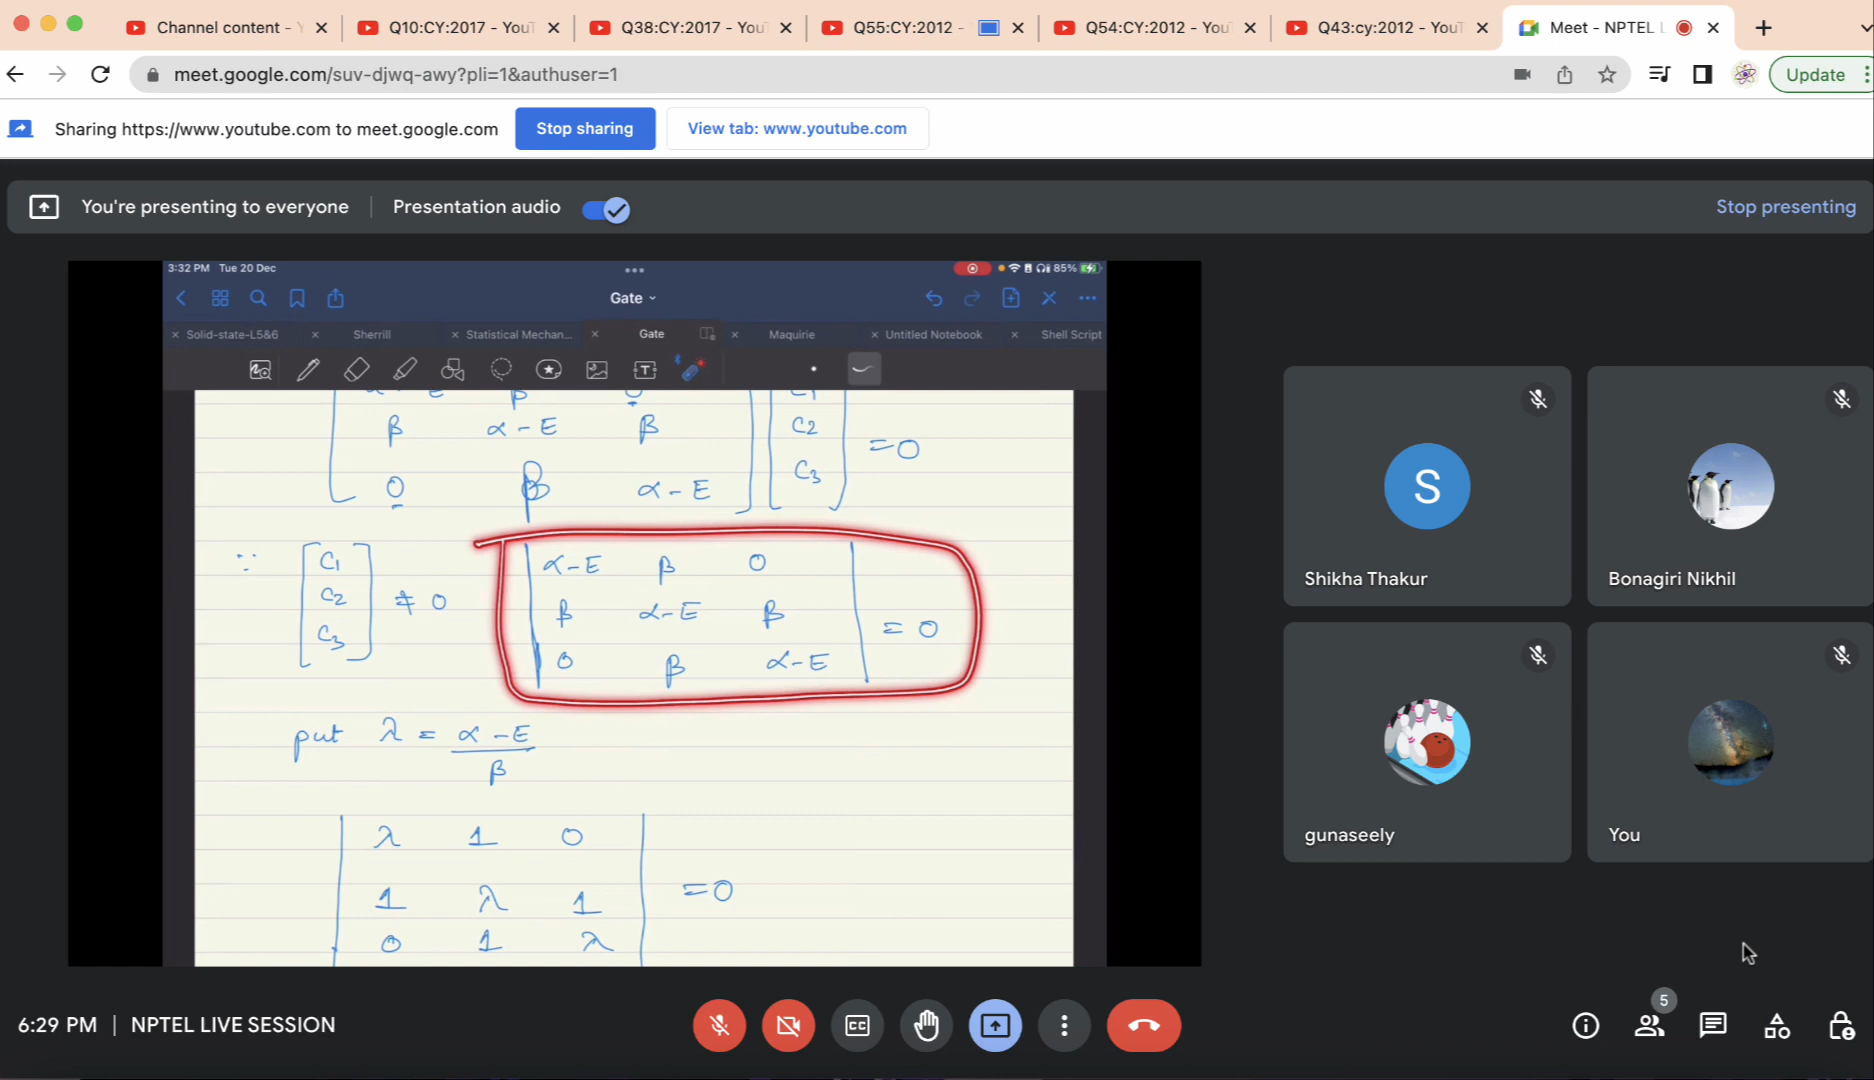 Channel content - Y
Q10:CY:2017 - YouT
Q38:CY:2017 - YouT
Q55:CY:2012 -
Q54:CY:2012 - YouT
Q43:cy:2012 - YouT
Meet - NPTEL L
meet.google.com/suv-djwq-awy?pli=1&authuser=1
Update
Sharing https://www.youtube.com to meet.google.com
Stop sharing
View tab: www.youtube.com
You're presenting to everyone
Presentation audio
Stop presenting
3:32 PM Tue 20 Dec
85%
Gate
Solid-state-L5&6
Sherrill
Statistical Mechan...
Gate
Maquirie
Untitled Notebook
Shell Script
α - E β 0 C1
β α - E β C2
= 0
0 β α - E C3
∵ [C1 C2 C3] ≠ 0
α - E β 0
β α - E β
= 0
0 β α - E
put λ = α - E
β
λ 1 0
1 λ 1 = 0
0 1 λ
S
Shikha Thakur
Bonagiri Nikhil
gunaseely
You
6:29 PM | NPTEL LIVE SESSION
CC
5